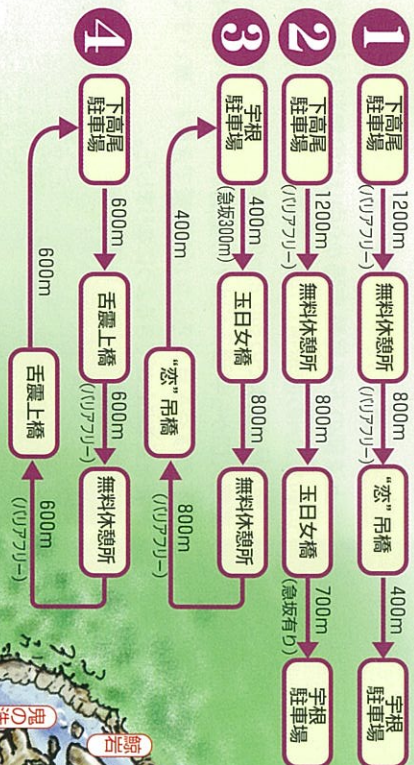 1
下高尾
駐車場
1200m
(バリアフリー)
無料休憩所
800m
(バリアフリー)
“恋”吊橋
400m
宇根
駐車場
2
下高尾
駐車場
1200m
(バリアフリー)
無料休憩所
800m
玉日女橋
700m
(急坂有り)
宇根
駐車場
3
宇根
駐車場
400m
(急坂300m)
玉日女橋
800m
無料休憩所
800m
(バリアフリー)
“恋”吊橋
400m
4
下高尾
駐車場
600m
舌震上橋
600m
(バリアフリー)
無料休憩所
600m
(バリアフリー)
舌震上橋
600m
鯨岩
鬼の洗